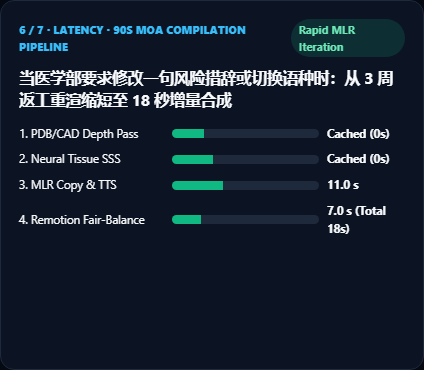 6 / 7 · LATENCY · 90S MOA COMPILATION
PIPELINE
Rapid MLR
Iteration
当医学部要求修改一句风险措辞或切换语种时：从 3 周
返工重渲缩短至 18 秒增量合成
1. PDB/CAD Depth Pass Cached (0s)
2. Neural Tissue SSS Cached (0s)
3. MLR Copy & TTS 11.0 s
4. Remotion Fair-Balance 7.0 s (Total
18s)